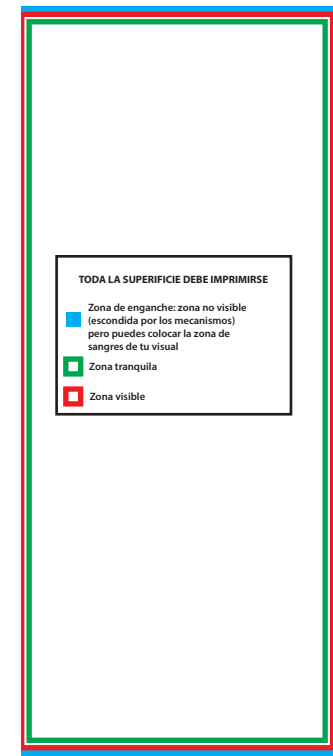 TODA LA SUPERIFICIE DEBE IMPRIMIRSE
Zona de enganche: zona no visible
(escondida por los mecanismos)
pero puedes colocar la zona de
sangres de tu visual
Zona tranquila
Zona visible